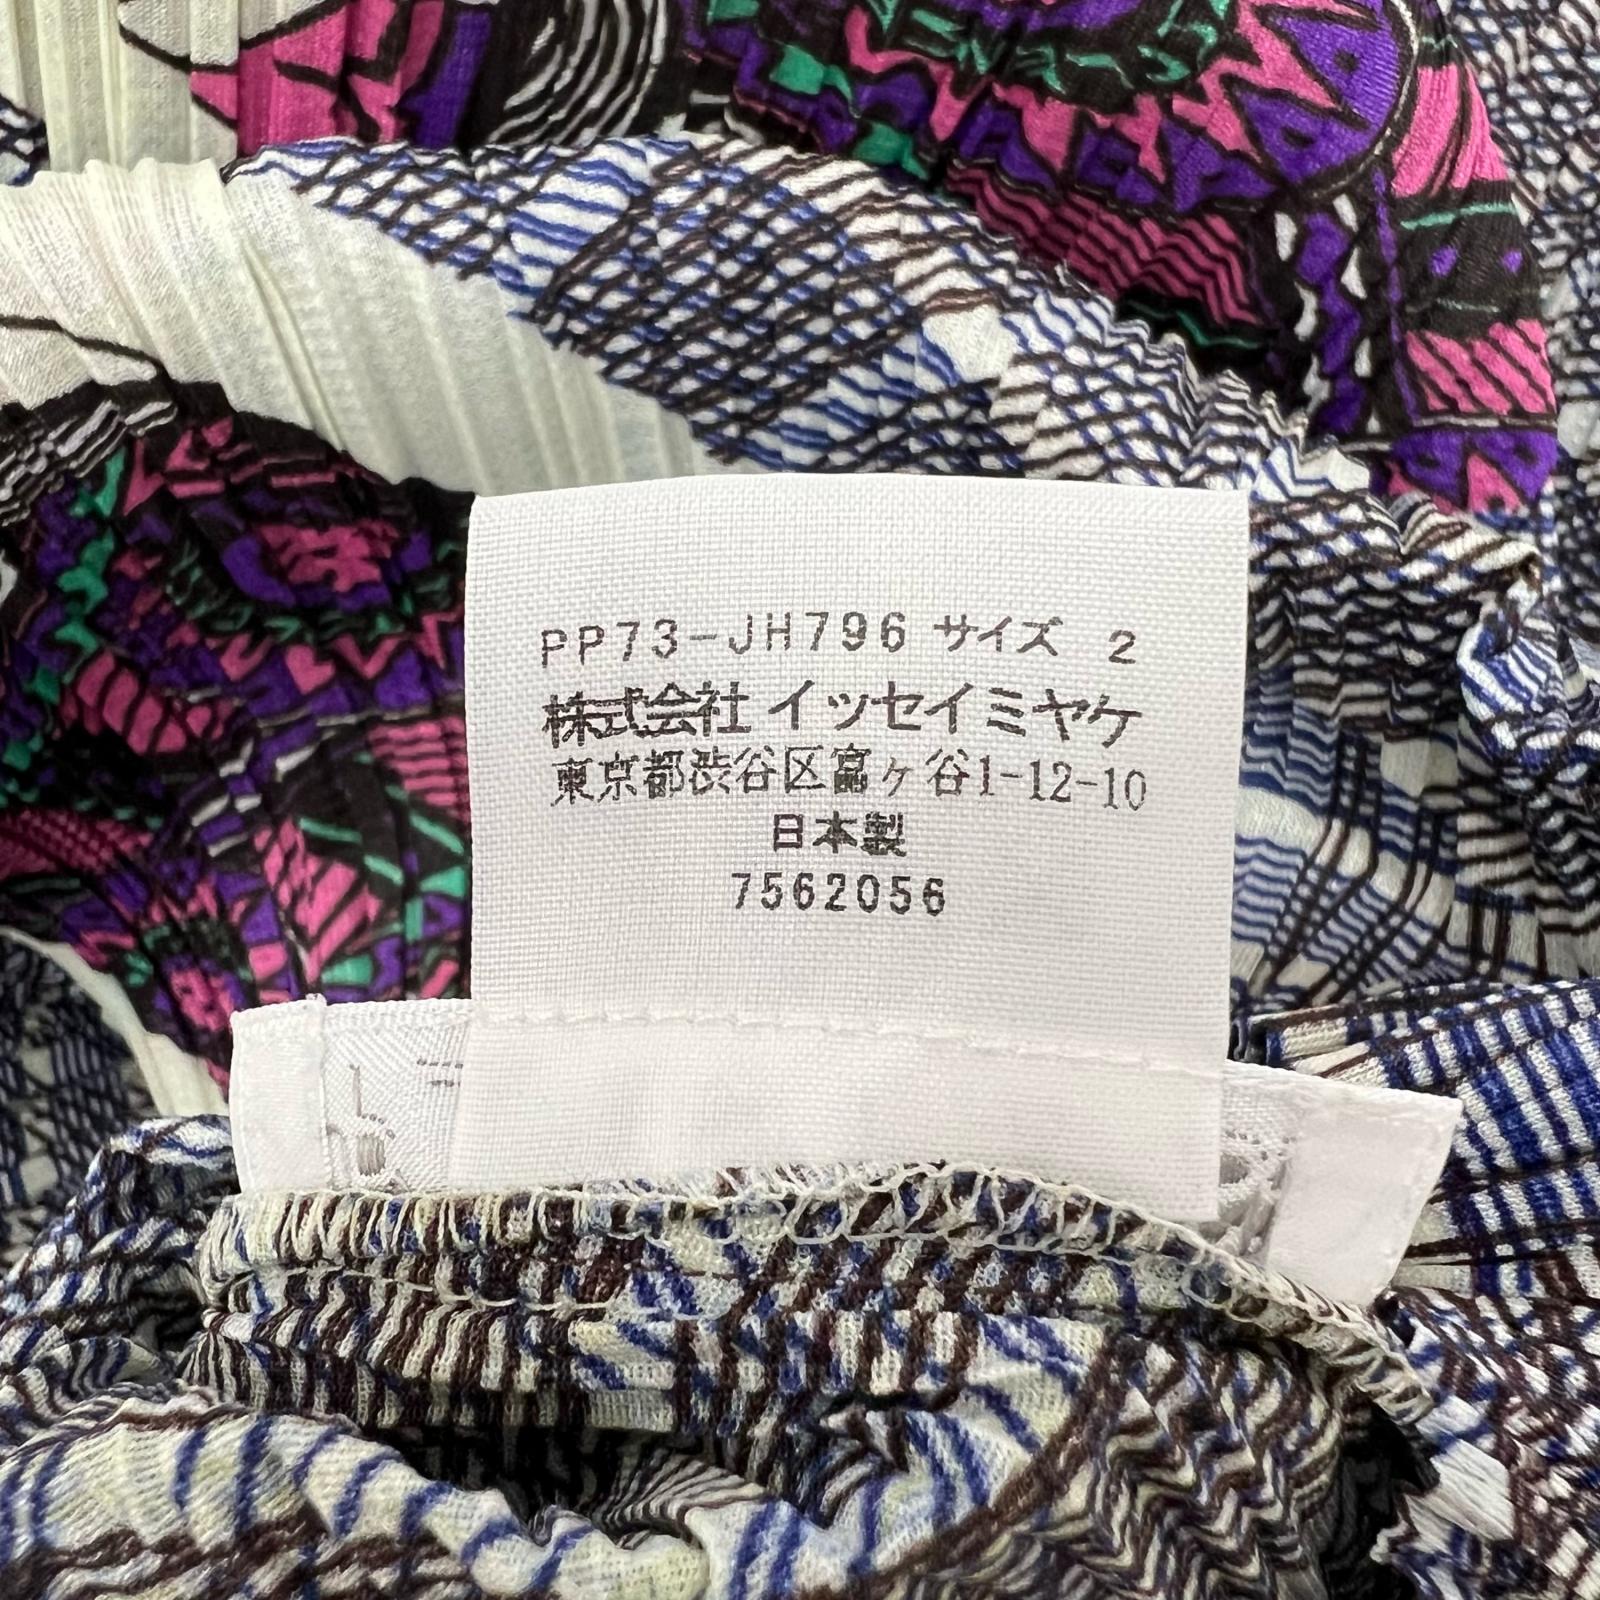 PP73-JH796 サイズ 2
株式会社 イッセイミヤケ
東京都渋谷区富ヶ谷1-12-10
日本製
7562056